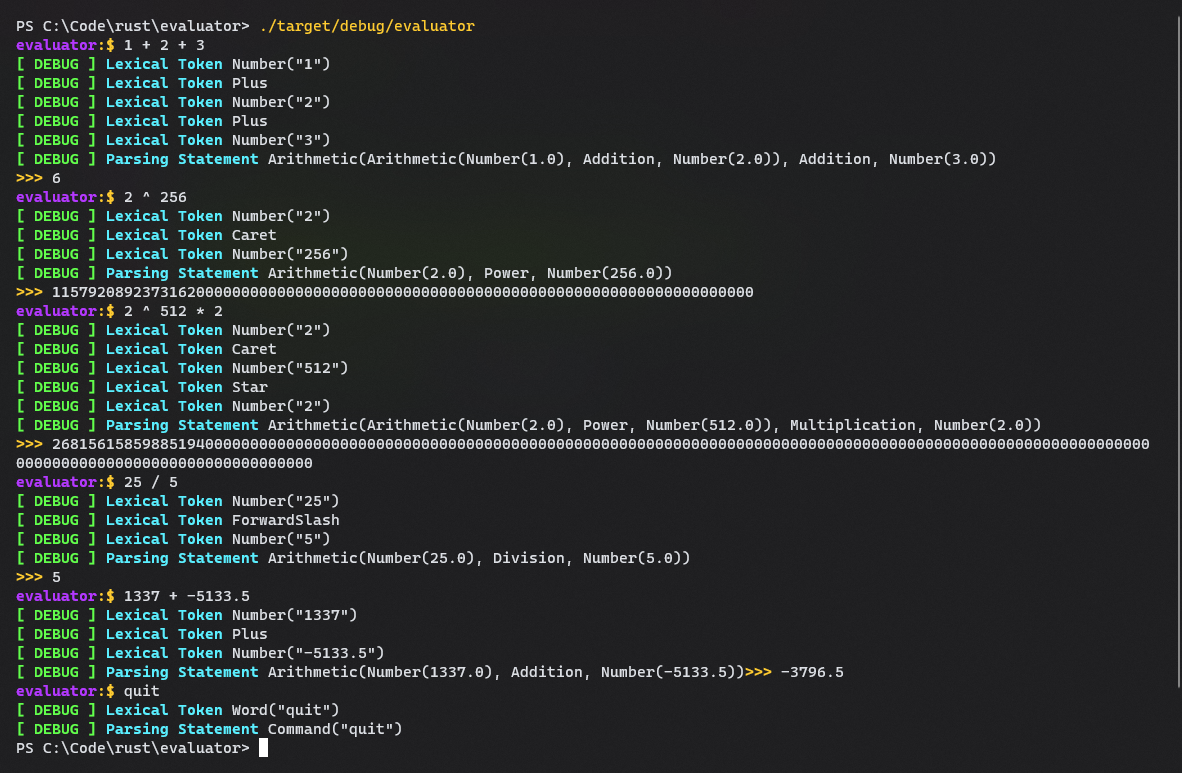 PS C:\Code\rust\evaluator> ./target/debug/evaluator
evaluator:$ 1 + 2 + 3
[ DEBUG ] Lexical Token Number("1")
[ DEBUG ] Lexical Token Plus
[ DEBUG ] Lexical Token Number("2")
[ DEBUG ] Lexical Token Plus
[ DEBUG ] Lexical Token Number("3")
[ DEBUG ] Parsing Statement Arithmetic(Arithmetic(Number(1.0), Addition, Number(2.0)), Addition, Number(3.0))
>>> 6
evaluator:$ 2 ^ 256
[ DEBUG ] Lexical Token Number("2")
[ DEBUG ] Lexical Token Caret
[ DEBUG ] Lexical Token Number("256")
[ DEBUG ] Parsing Statement Arithmetic(Number(2.0), Power, Number(256.0))
>>> 115792089237316200000000000000000000000000000000000000000000000000000000000000
evaluator:$ 2 ^ 512 * 2
[ DEBUG ] Lexical Token Number("2")
[ DEBUG ] Lexical Token Caret
[ DEBUG ] Lexical Token Number("512")
[ DEBUG ] Lexical Token Star
[ DEBUG ] Lexical Token Number("2")
[ DEBUG ] Parsing Statement Arithmetic(Arithmetic(Number(2.0), Power, Number(512.0)), Multiplication, Number(2.0))
>>> 26815615859885194000000000000000000000000000000000000000000000000000000000000000000000000000000000000000000000000000000000
000000000000000000000000000000000
evaluator:$ 25 / 5
[ DEBUG ] Lexical Token Number("25")
[ DEBUG ] Lexical Token ForwardSlash
[ DEBUG ] Lexical Token Number("5")
[ DEBUG ] Parsing Statement Arithmetic(Number(25.0), Division, Number(5.0))
>>> 5
evaluator:$ 1337 + -5133.5
[ DEBUG ] Lexical Token Number("1337")
[ DEBUG ] Lexical Token Plus
[ DEBUG ] Lexical Token Number("-5133.5")
[ DEBUG ] Parsing Statement Arithmetic(Number(1337.0), Addition, Number(-5133.5))>>> -3796.5
evaluator:$ quit
[ DEBUG ] Lexical Token Word("quit")
[ DEBUG ] Parsing Statement Command("quit")
PS C:\Code\rust\evaluator>